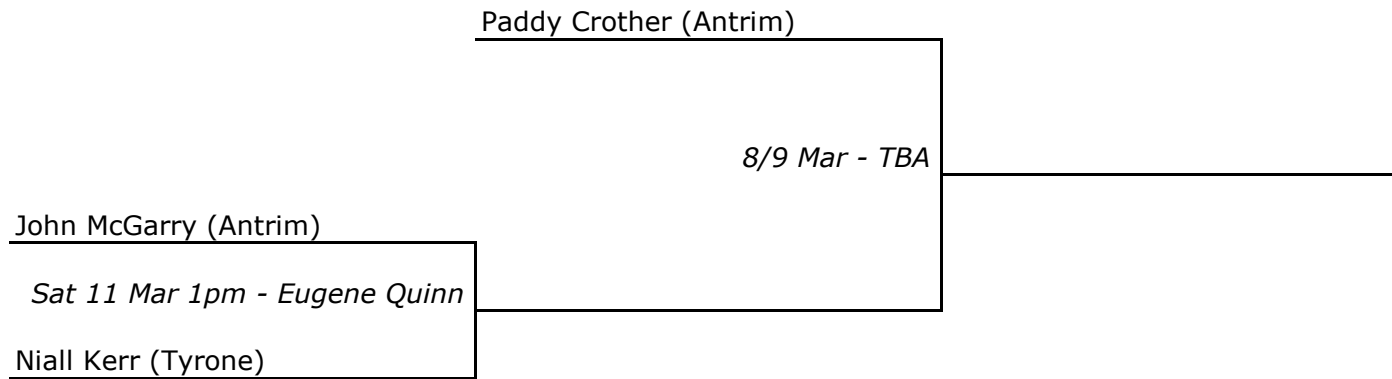 Paddy Crother (Antrim)
8/9 Mar - TBA
John McGarry (Antrim)
Sat 11 Mar 1pm - Eugene Quinn
Niall Kerr (Tyrone)